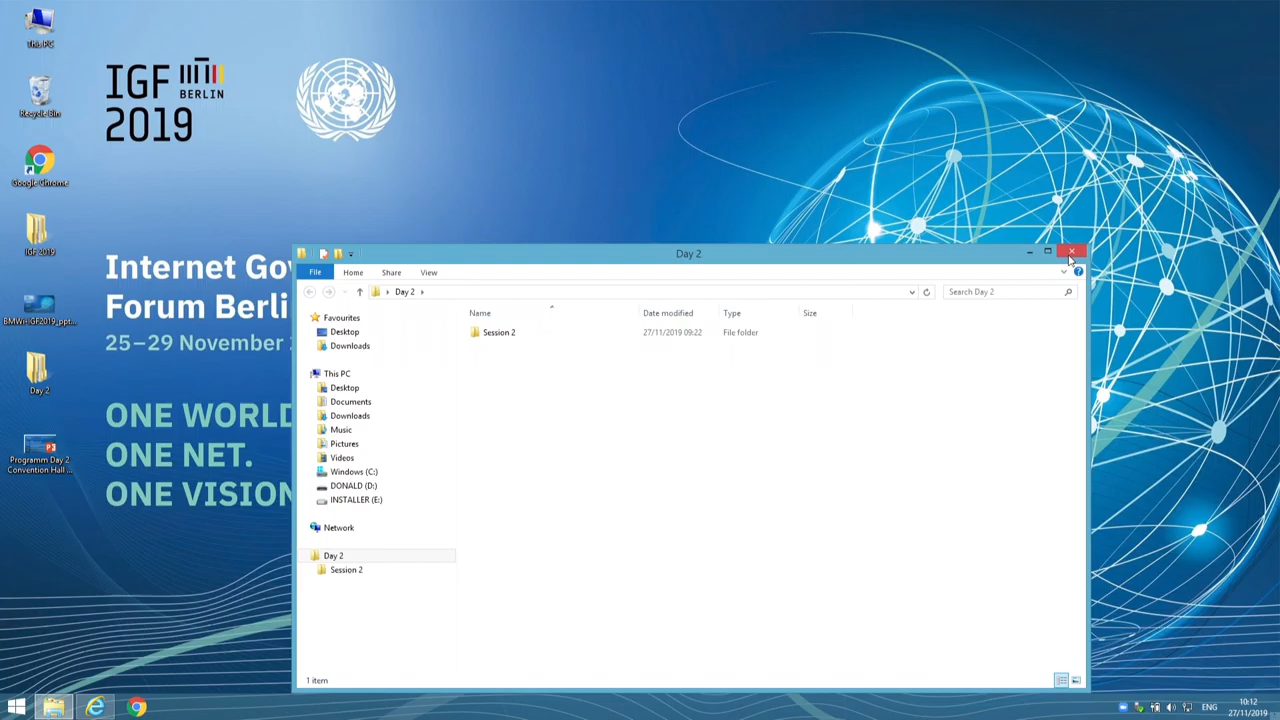 This PC
Recycle Bin
Google Chrome
IGF 2019
BMWi-IGF2019_ppt...
Day 2
Programm Day 2
Convention Hall ...
IGF BERLIN
2019
Internet Go
Forum Berli
25–29 November
ONE WORLD
ONE NET.
ONE VISION
Day 2
File Home Share View
Day 2
Search Day 2
Name Date modified Type Size
Session 2 27/11/2019 09:22 File folder
Favourites
Desktop
Downloads
This PC
Desktop
Documents
Downloads
Music
Pictures
Videos
Windows (C:)
DONALD (D:)
INSTALLER (E:)
Network
Day 2
Session 2
1 item
ENG
10:12
27/11/2019